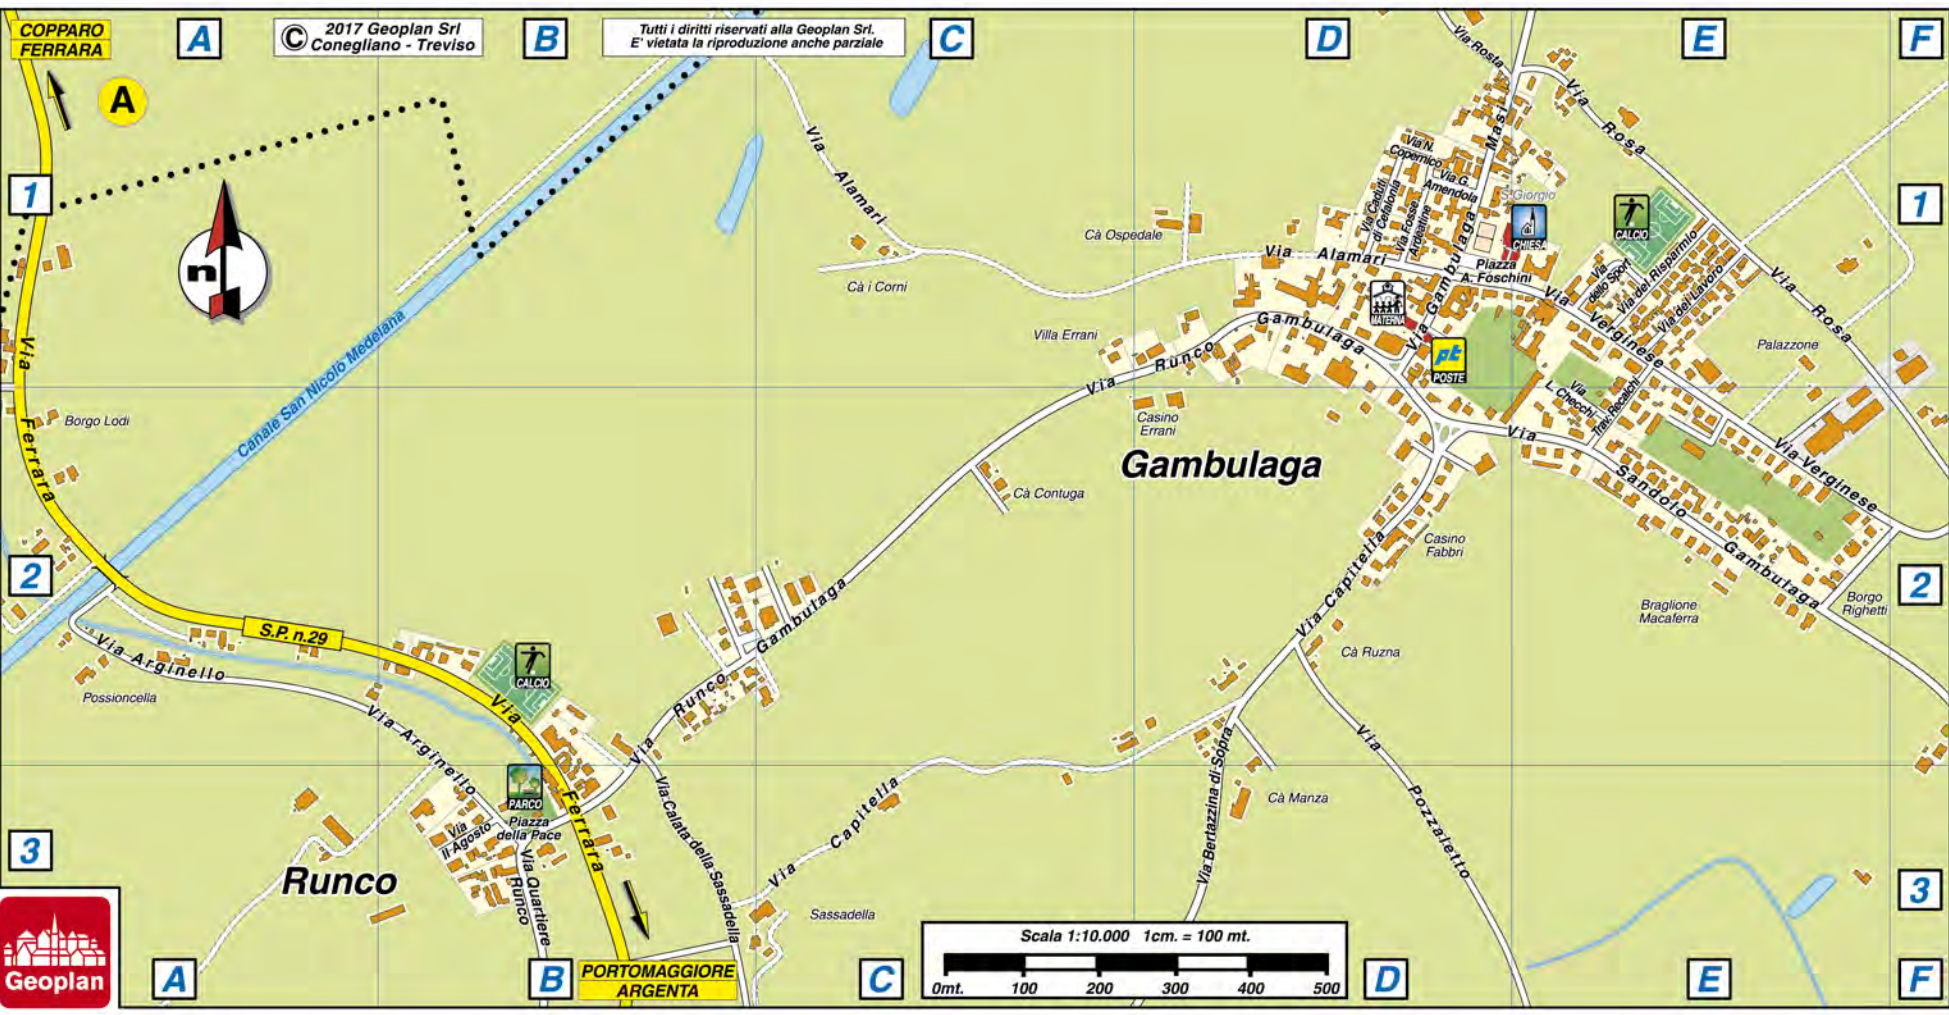 COPPARO
FERRARA
A
A
© 2017 Geoplan Srl
Conegliano - Treviso
B
Tutti i diritti riservati alla Geoplan Srl.
E' vietata la riproduzione anche parziale
C
D
E
F
Via Rosta
Via Rosa
Via Masi
Via N.
Copernico
Via G.
Amendola
Via Caduti
di Cefalonia
Via Fosse
Ardeatine
Via Alamari
1
1
S.Giorgio
CHIESA
CALCIO
Cà Ospedale
Via Alamari
Piazza
A. Foschini
Via
dello Sport
Via del Risparmio
Via del Lavoro
Via Rosa
Cà i Corni
MATERNA
Via Gambulaga
Via Verginese
n
Canale San Nicolò Medelana
Villa Errani
Via Runco Gambulaga
pt
POSTE
Palazzone
Via
L. Checchi
Trav. Recalchi
Via Ferrara
Borgo Lodi
Casino
Errani
Gambulaga
Via Sandolo Gambulaga
Via Verginese
Cà Contuga
Casino
Fabbri
2
2
Via Capitella
Braglione
Macaferra
Borgo
Righetti
S.P. n.29
Via Arginello
Possioncella
CALCIO
Via Runco Gambulaga
Cà Ruzna
Via Arginello
Via Ferrara
PARCO
Piazza
della Pace
Via
II Agosto
Via Calata della Sassadella
Via Capitella
Via Bertazzina di Sopra
Cà Manza
Via Pozzaletto
3
3
Runco
Via Quartiere
Runco
Sassadella
Geoplan
Scala 1:10.000 1cm. = 100 mt.
0mt. 100 200 300 400 500
A
B
PORTOMAGGIORE
ARGENTA
C
D
E
F